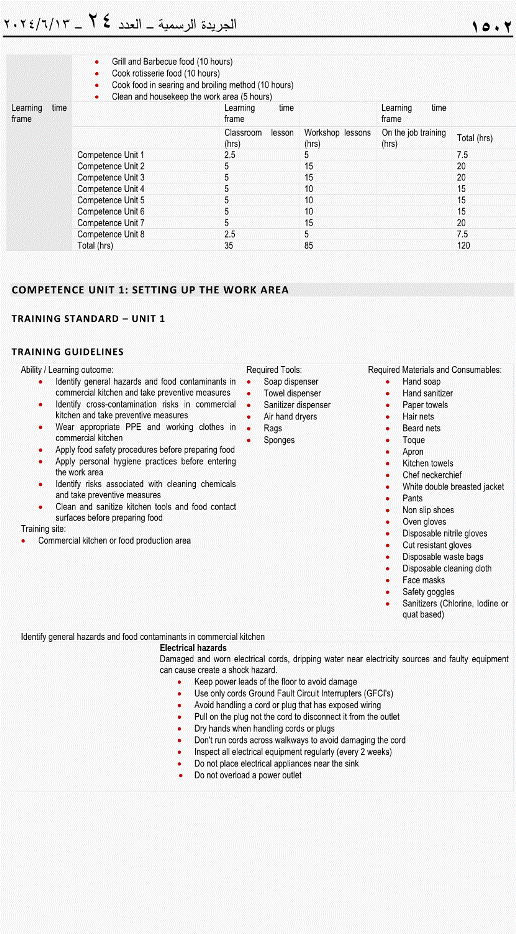 ١٥٠٢
الجريدة الرسمية – العدد ٢٤ – ٢٠٢٤/٦/١٣
• Grill and Barbecue food (10 hours)
• Cook rotisserie food (10 hours)
• Cook food in searing and broiling method (10 hours)
• Clean and housekeep the work area (5 hours)
Learning time frame Learning time frame Learning time frame
Classroom lesson (hrs) Workshop lessons (hrs) On the job training (hrs) Total (hrs)
Competence Unit 1 2.5 5 7.5
Competence Unit 2 5 15 20
Competence Unit 3 5 15 20
Competence Unit 4 5 10 15
Competence Unit 5 5 10 15
Competence Unit 6 5 10 15
Competence Unit 7 5 15 20
Competence Unit 8 2.5 5 7.5
Total (hrs) 35 85 120
COMPETENCE UNIT 1: SETTING UP THE WORK AREA
TRAINING STANDARD – UNIT 1
TRAINING GUIDELINES
Ability / Learning outcome:
• Identify general hazards and food contaminants in
commercial kitchen and take preventive measures
• Identify cross-contamination risks in commercial
kitchen and take preventive measures
• Wear appropriate PPE and working clothes in
commercial kitchen
• Apply food safety procedures before preparing food
• Apply personal hygiene practices before entering
the work area
• Identify risks associated with cleaning chemicals
and take preventive measures
• Clean and sanitize kitchen tools and food contact
surfaces before preparing food
Training site:
• Commercial kitchen or food production area
Required Tools:
• Soap dispenser
• Towel dispenser
• Sanitizer dispenser
• Air hand dryers
• Rags
• Sponges
Required Materials and Consumables:
• Hand soap
• Hand sanitizer
• Paper towels
• Hair nets
• Beard nets
• Toque
• Apron
• Kitchen towels
• Chef neckerchief
• White double breasted jacket
• Pants
• Non slip shoes
• Oven gloves
• Disposable nitrile gloves
• Cut resistant gloves
• Disposable waste bags
• Disposable cleaning cloth
• Face masks
• Safety goggles
• Sanitizers (Chlorine, Iodine or
quat based)
Identify general hazards and food contaminants in commercial kitchen
Electrical hazards
Damaged and worn electrical cords, dripping water near electricity sources and faulty equipment
can cause create a shock hazard.
• Keep power leads of the floor to avoid damage
• Use only cords Ground Fault Circuit Interrupters (GFCI's)
• Avoid handling a cord or plug that has exposed wiring
• Pull on the plug not the cord to disconnect it from the outlet
• Dry hands when handling cords or plugs
• Don't run cords across walkways to avoid damaging the cord
• Inspect all electrical equipment regularly (every 2 weeks)
• Do not place electrical appliances near the sink
• Do not overload a power outlet